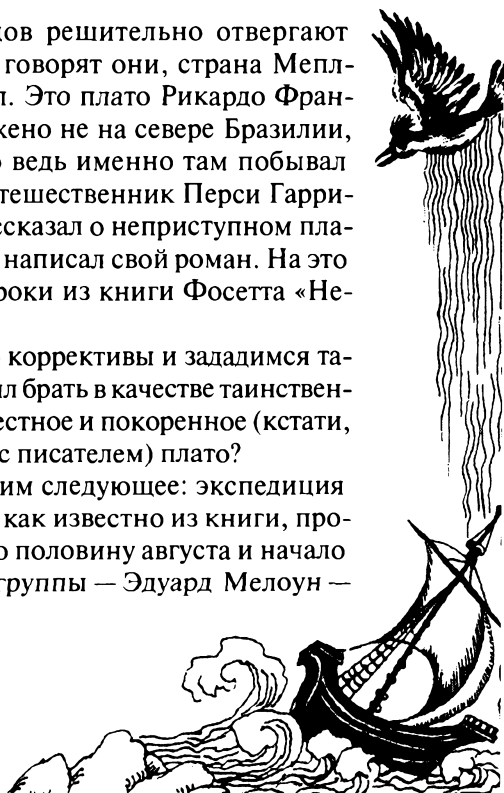 ков решительно отвергают
говорят они, страна Мепл-
л. Это плато Рикардо Фран-
жено не на севере Бразилии,
о ведь именно там побывал
тешественник Перси Гарри-
есказал о неприступном пла-
написал свой роман. На это
роки из книги Фосетта «Не-
коррективы и зададимся та-
ил брать в качестве таинствен-
естное и покоренное (кстати,
с писателем) плато?
им следующее: экспедиция
как известно из книги, про-
ю половину августа и начало
группы — Эдуард Мелоун —